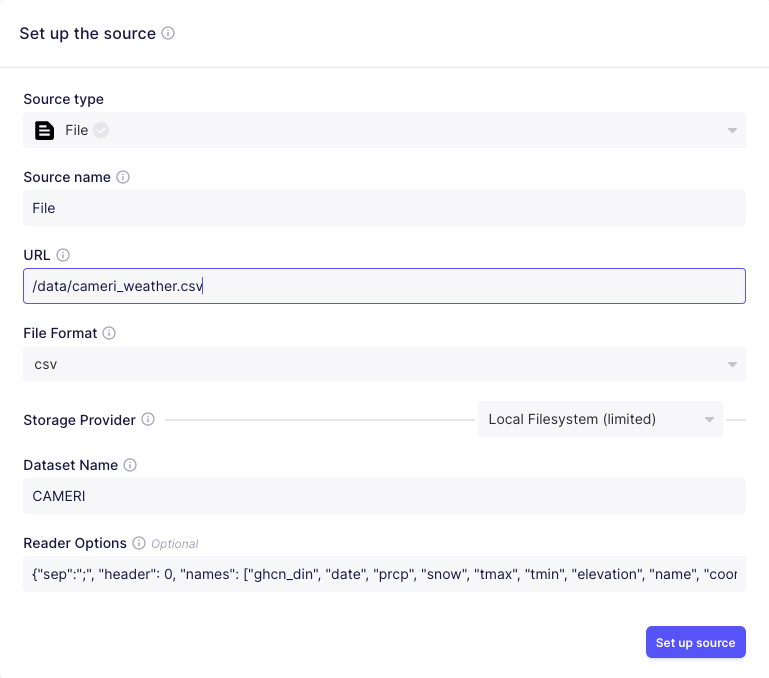 Set up the source
Source type
File
Source name
File
URL
/data/cameri_weather.csv
File Format
csv
Storage Provider
Local Filesystem (limited)
Dataset Name
CAMERI
Reader Options Optional
{"sep":";", "header": 0, "names": ["ghcn_din", "date", "prcp", "snow", "tmax", "tmin", "elevation", "name", "coor
Set up source